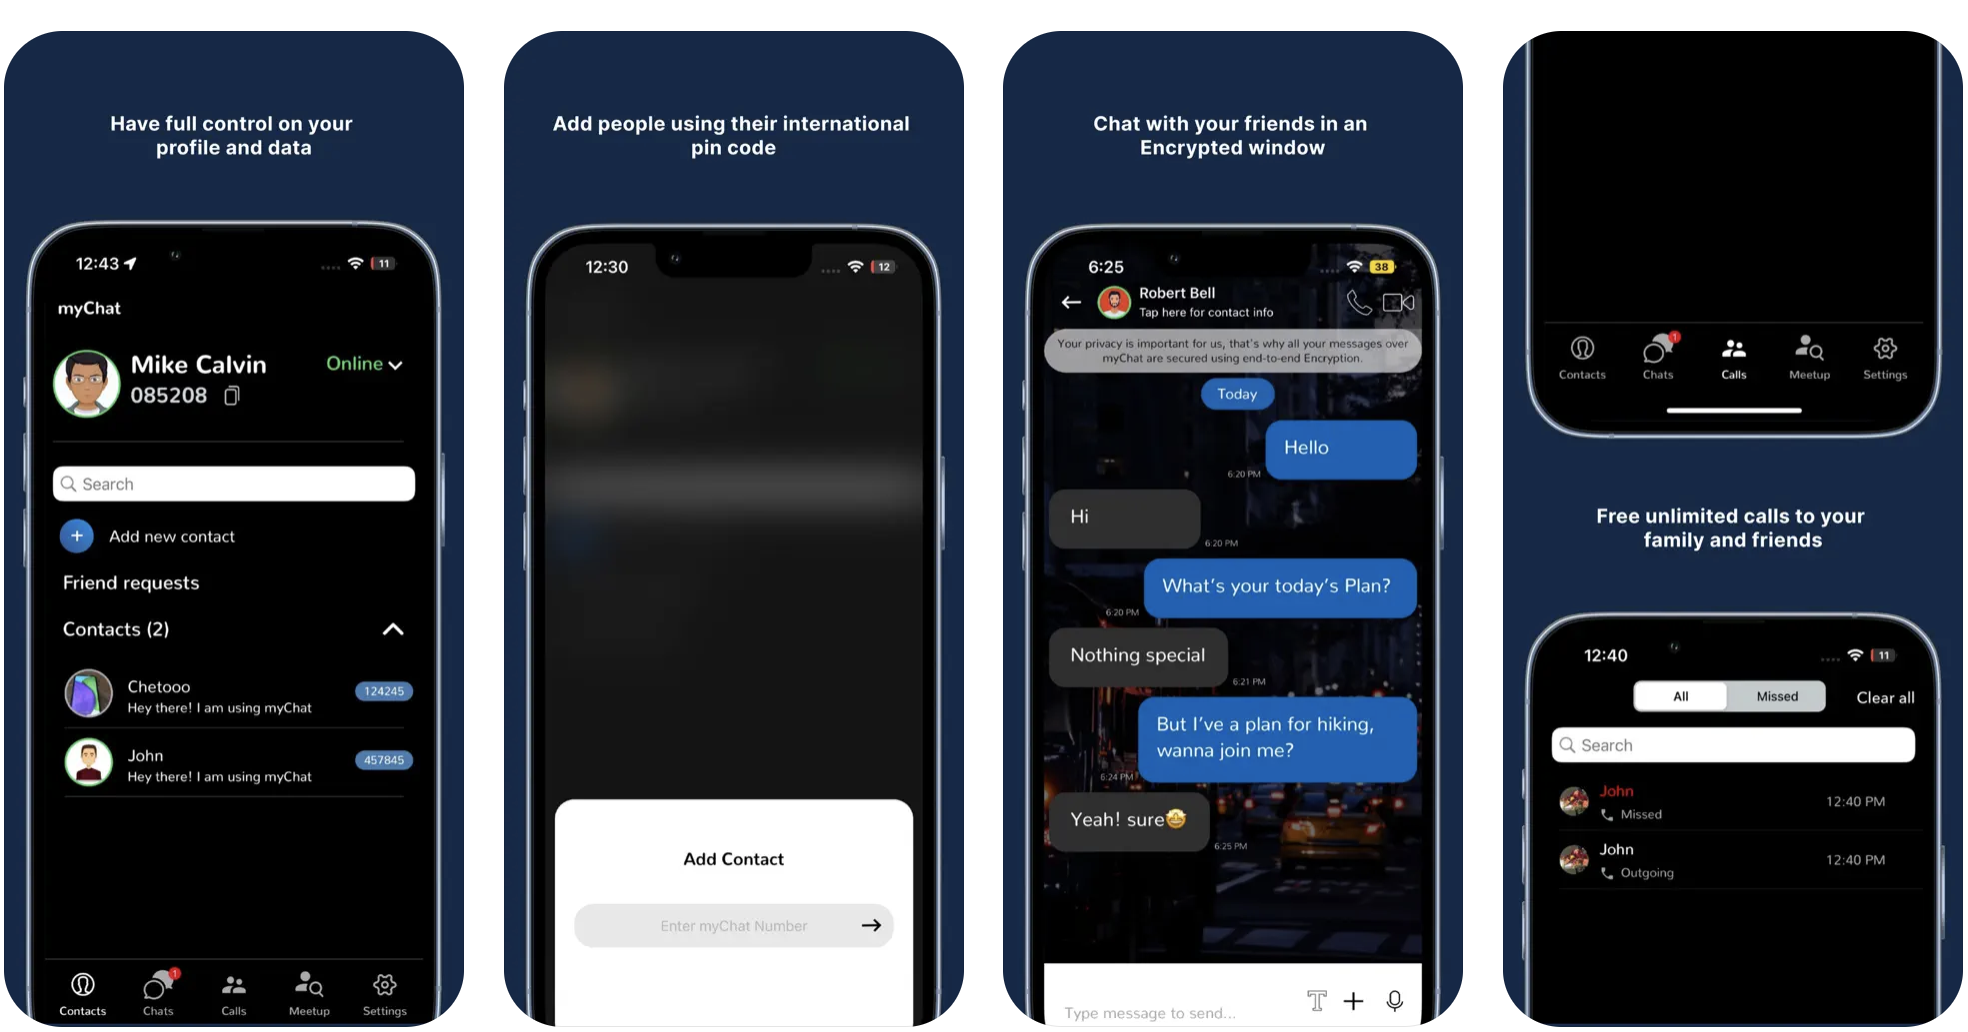 Have full control on your
profile and data
12:43
11
myChat
Mike Calvin
Online
085208
Search
+ Add new contact
Friend requests
Contacts (2)
Chetooo
124245
Hey there! I am using myChat
John
457845
Hey there! I am using myChat
1
Contacts Chats Calls Meetup Settings
Add people using their international
pin code
12:30
12
Add Contact
Enter myChat Number
Chat with your friends in an
Encrypted window
6:25
38
Robert Bell
Tap here for contact info
Your privacy is important for us, that's why all your messages over
myChat are secured using end-to-end Encryption.
Today
Hello
6:20 PM
Hi
6:20 PM
What's your today's Plan?
6:20 PM
Nothing special
6:21 PM
But I've a plan for hiking,
wanna join me?
6:24 PM
Yeah! sure🤩
6:25 PM
Type message to send...
T
1
Contacts Chats Calls Meetup Settings
Free unlimited calls to your
family and friends
12:40
11
All Missed Clear all
Search
John
Missed
12:40 PM
John
Outgoing
12:40 PM